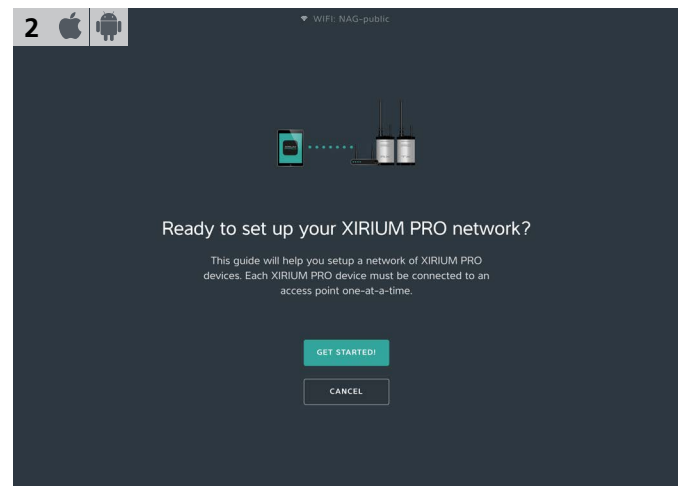 2
WIFI: NAG-public
Ready to set up your XIRIUM PRO network?
This guide will help you setup a network of XIRIUM PRO
devices. Each XIRIUM PRO device must be connected to an
access point one-at-a-time.
GET STARTED!
CANCEL